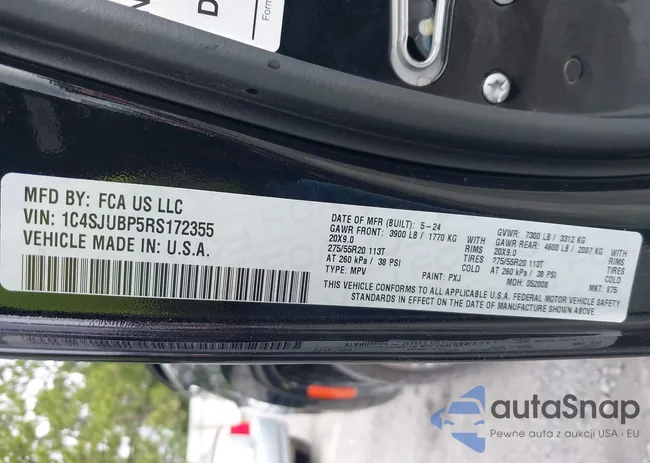 MFD BY: FCA US LLC
VIN: 1C4SJUBP5RS172355
VEHICLE MADE IN: U.S.A.
DATE OF MFR (BUILT): 5-24
GAWR FRONT: 3900 LB / 1770 KG WITH
20X9.0 RIMS
275/55R20 113T TIRES
AT 260 kPa / 38 PSI COLD
TYPE: MPV PAINT: PXJ
GVWR: 7300 LB / 3312 KG
GAWR REAR: 4600 LB / 2087 KG WITH
20X9.0 RIMS
275/55R20 113T TIRES
AT 260 kPa / 38 PSI COLD
MDH: 052008 MKT: 875
THIS VEHICLE CONFORMS TO ALL APPLICABLE U.S.A. FEDERAL MOTOR VEHICLE SAFETY
STANDARDS IN EFFECT ON THE DATE OF MANUFACTURE SHOWN ABOVE.
autaSnap
Pewne auta z aukcji USA i EU